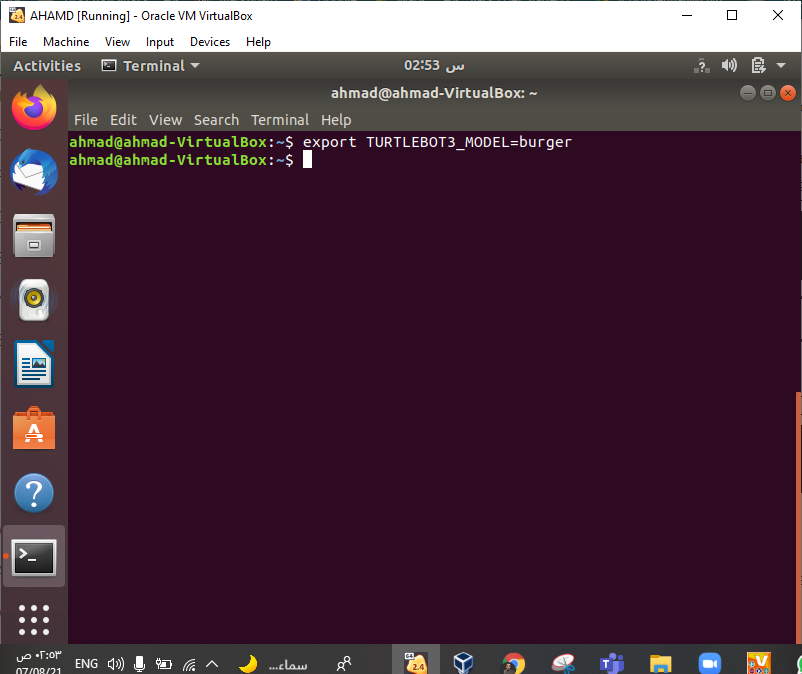 AHAMD [Running] - Oracle VM VirtualBox
File Machine View Input Devices Help
Activities Terminal س 02:53
ahmad@ahmad-VirtualBox: ~
File Edit View Search Terminal Help
ahmad@ahmad-VirtualBox:~$ export TURTLEBOT3_MODEL=burger
ahmad@ahmad-VirtualBox:~$
٠٢:٥٣ ص
ENG سماء...
07/08/21